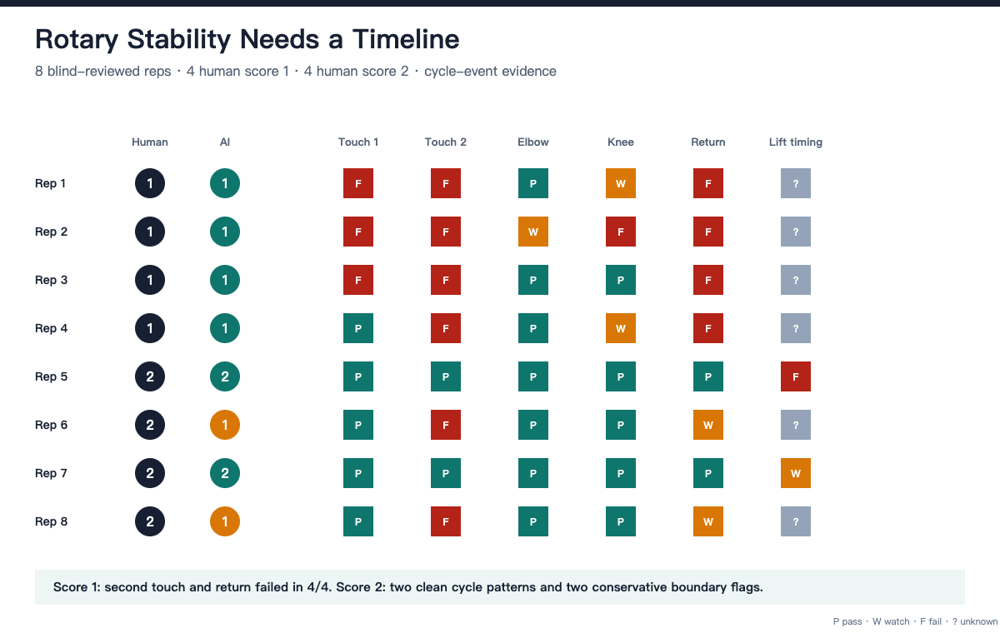 Rotary Stability Needs a Timeline
8 blind–reviewed reps · 4 human score 1 · 4 human score 2 · cycle–event evidence
Human AI Touch 1 Touch 2 Elbow Knee Return Lift timing
Rep 1 1 1 F F P W F ?
Rep 2 1 1 F F W F F ?
Rep 3 1 1 F F P P F ?
Rep 4 1 1 P F P W F ?
Rep 5 2 2 P P P P P F
Rep 6 2 1 P F P P W ?
Rep 7 2 2 P P P P P W
Rep 8 2 1 P F P P W ?
Score 1: second touch and return failed in 4/4. Score 2: two clean cycle patterns and two conservative boundary flags.
P pass · W watch · F fail · ? unknown